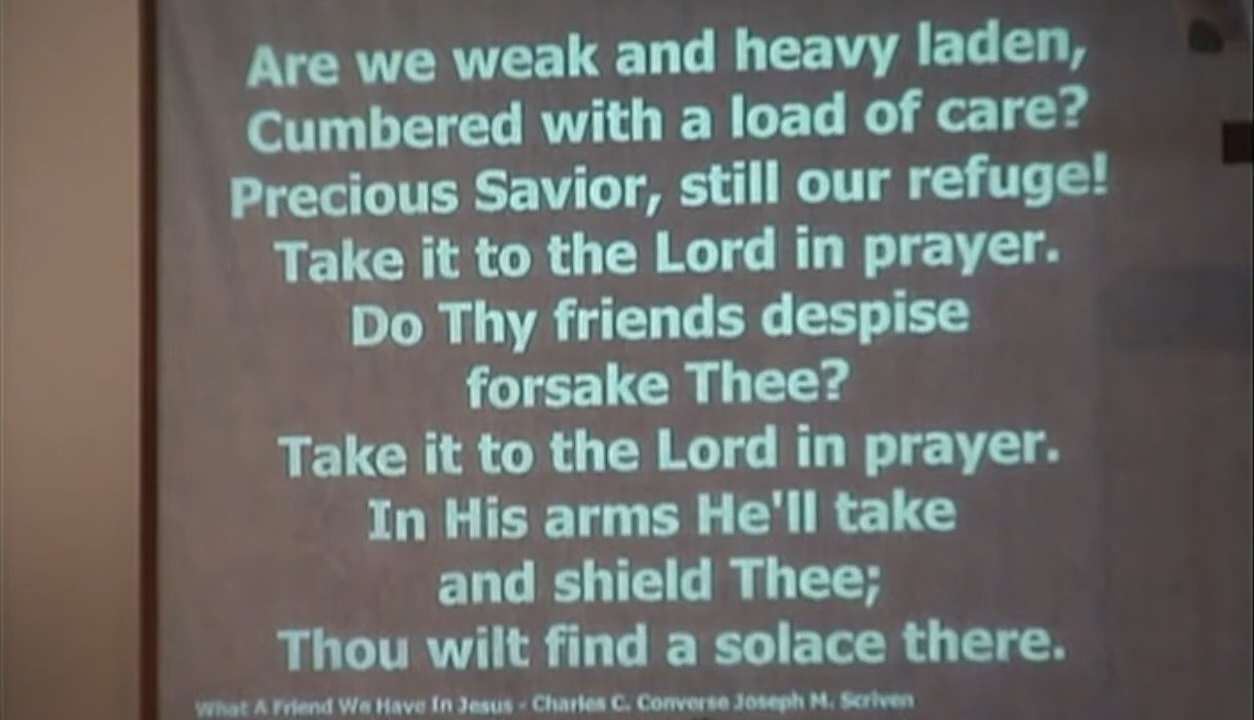 Are we weak and heavy laden,
Cumbered with a load of care?
Precious Savior, still our refuge!
Take it to the Lord in prayer.
Do Thy friends despise
forsake Thee?
Take it to the Lord in prayer.
In His arms He'll take
and shield Thee;
Thou wilt find a solace there.
What A Friend We Have In Jesus - Charles C. Converse Joseph M. Scriven